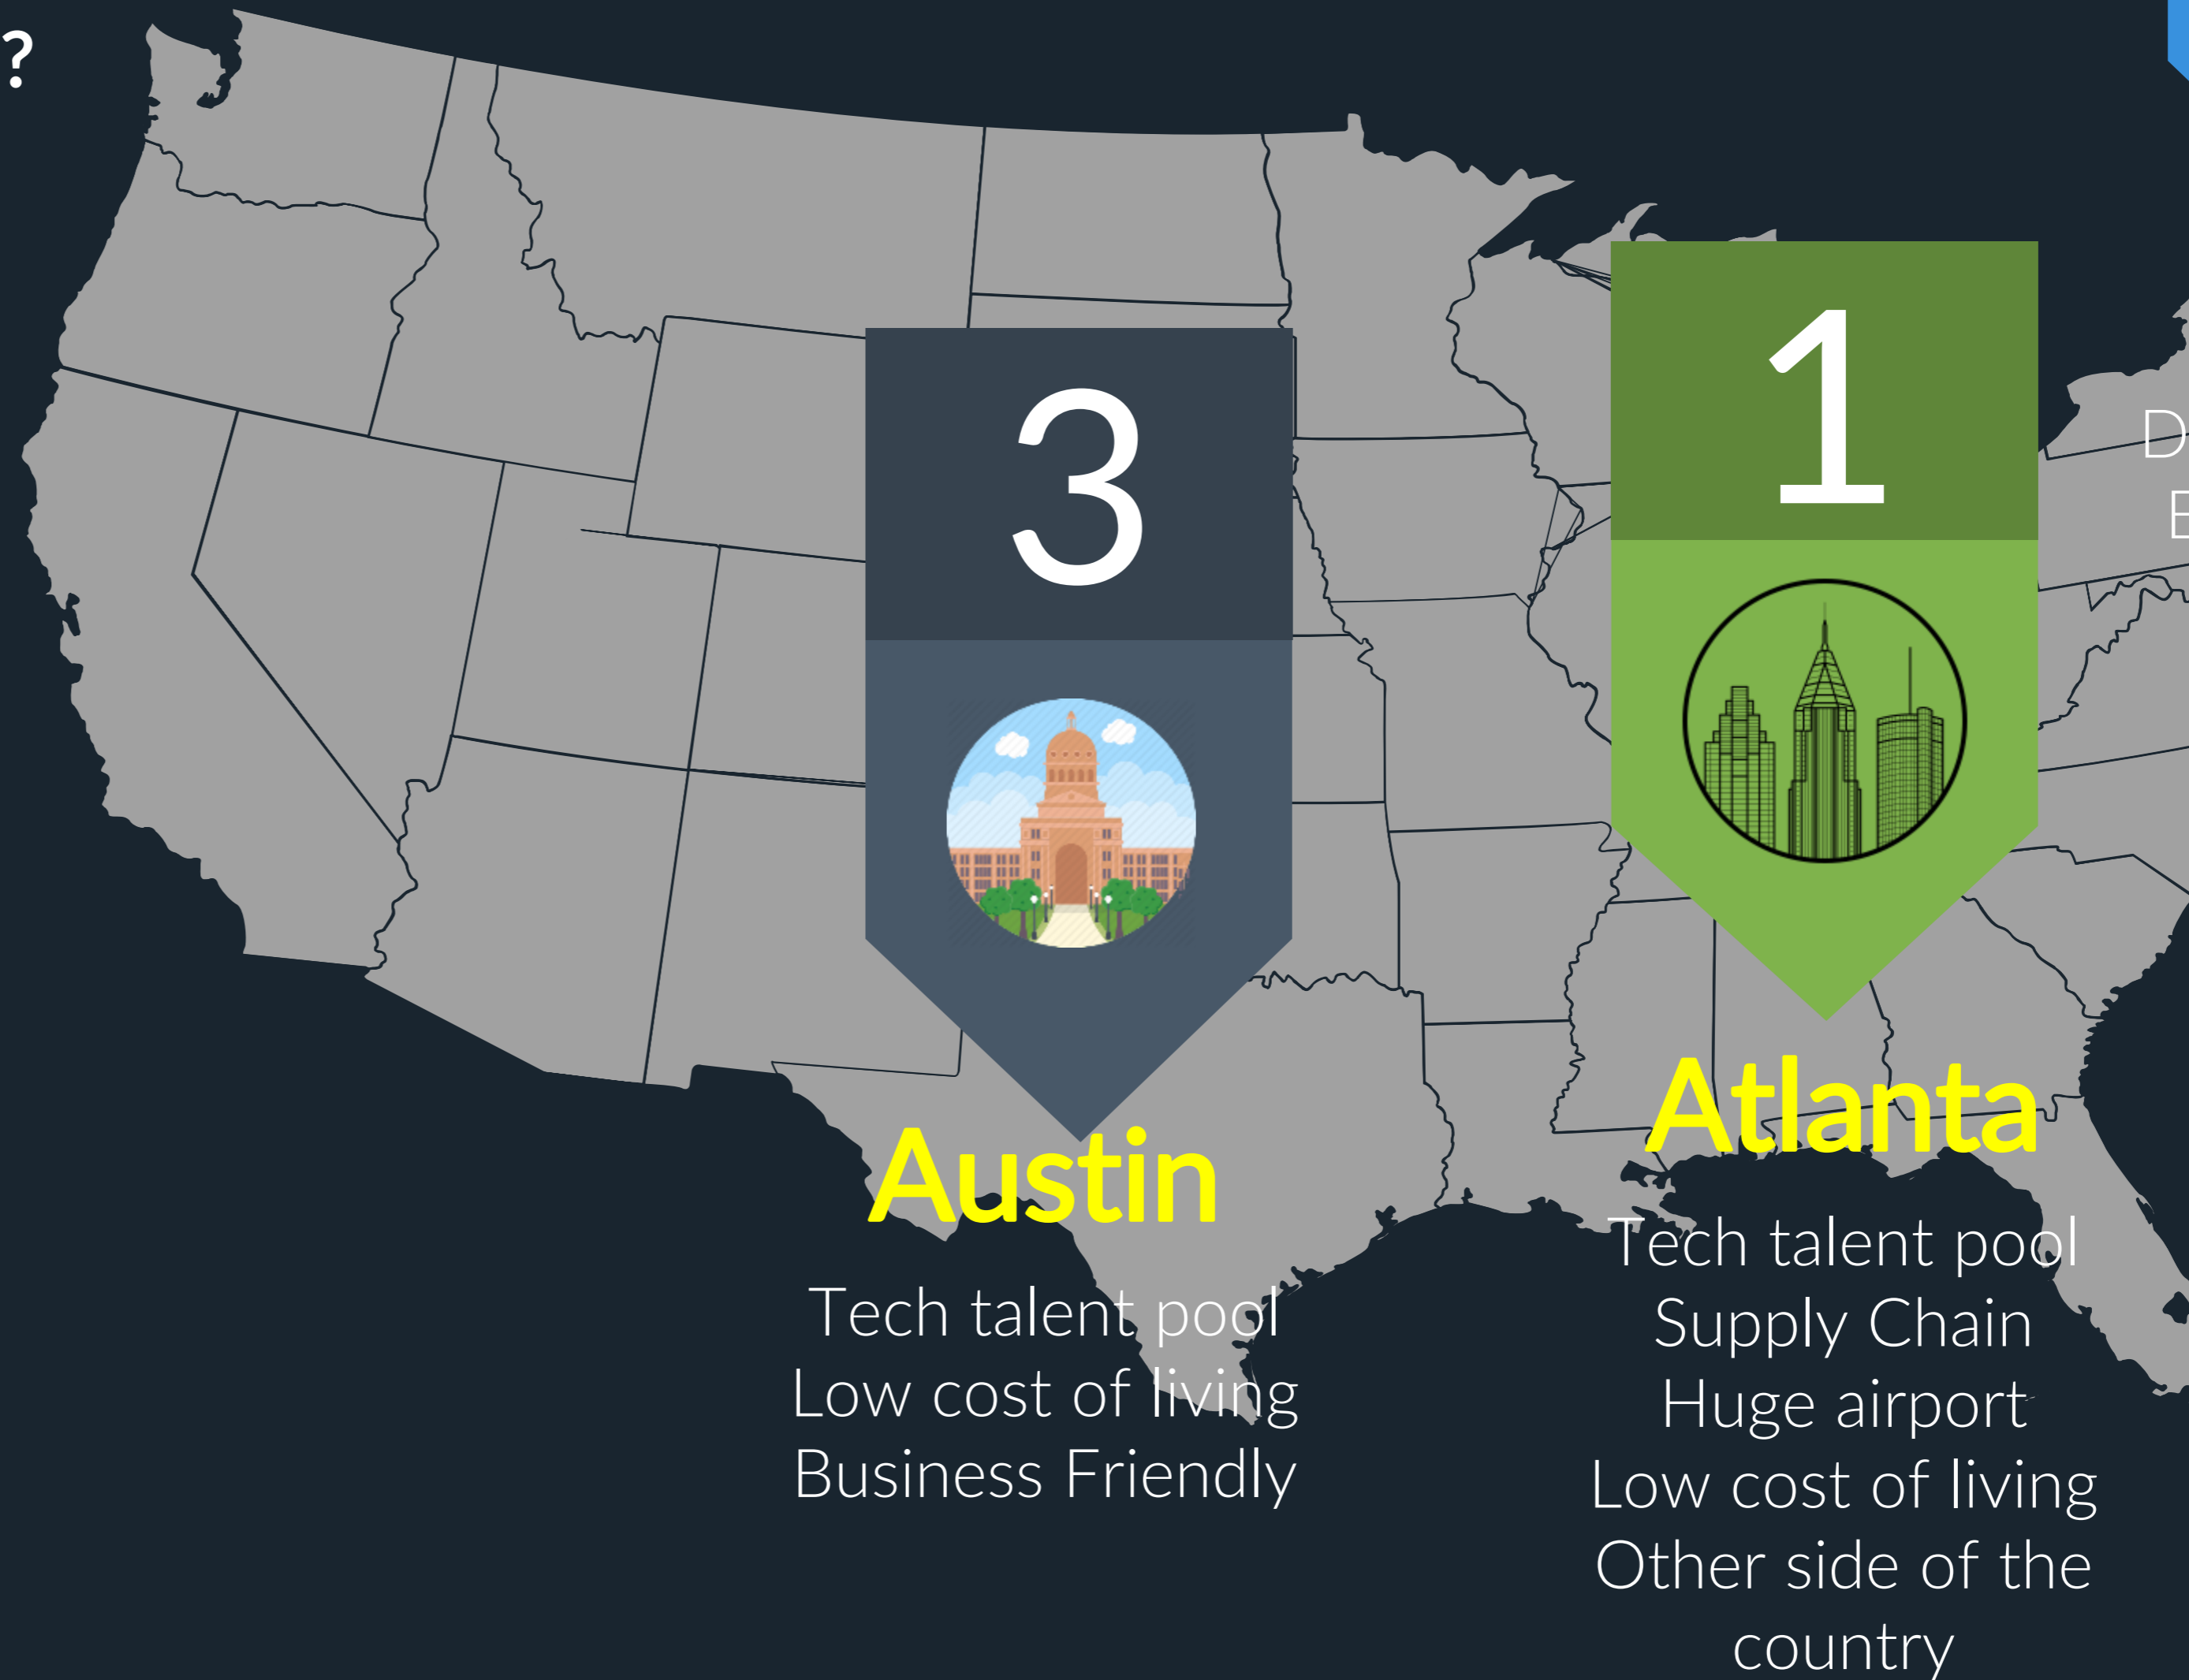 ?
3
1
D
E
Austin
Tech talent pool
Low cost of living
Business Friendly
Atlanta
Tech talent pool
Supply Chain
Huge airport
Low cost of living
Other side of the
country